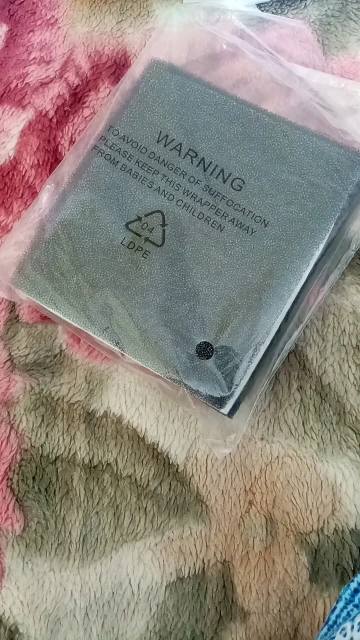 WARNING
TO AVOID DANGER OF SUFFOCATION
PLEASE KEEP THIS WRAPPER AWAY
FROM BABIES AND CHILDREN
04
LDPE